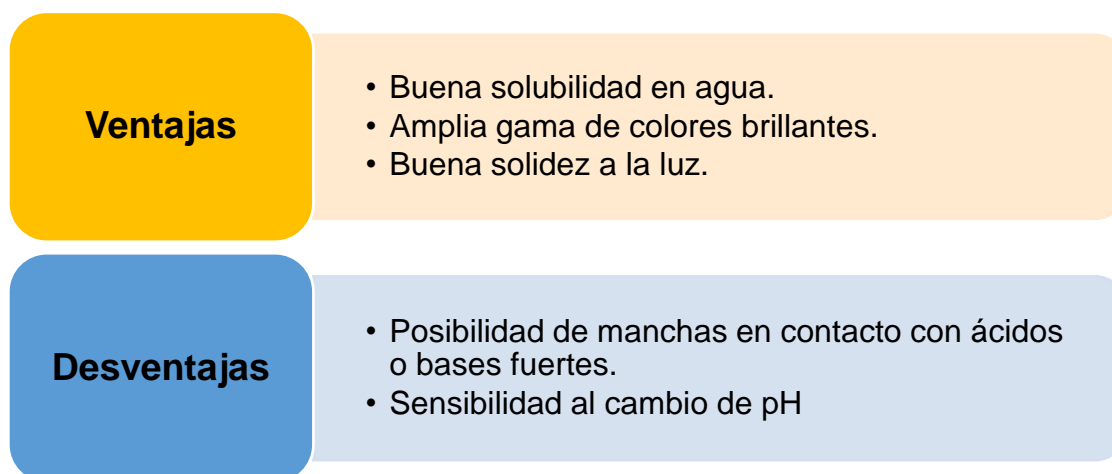 Ventajas
• Buena solubilidad en agua.
• Amplia gama de colores brillantes.
• Buena solidez a la luz.
Desventajas
• Posibilidad de manchas en contacto con ácidos
o bases fuertes.
• Sensibilidad al cambio de pH